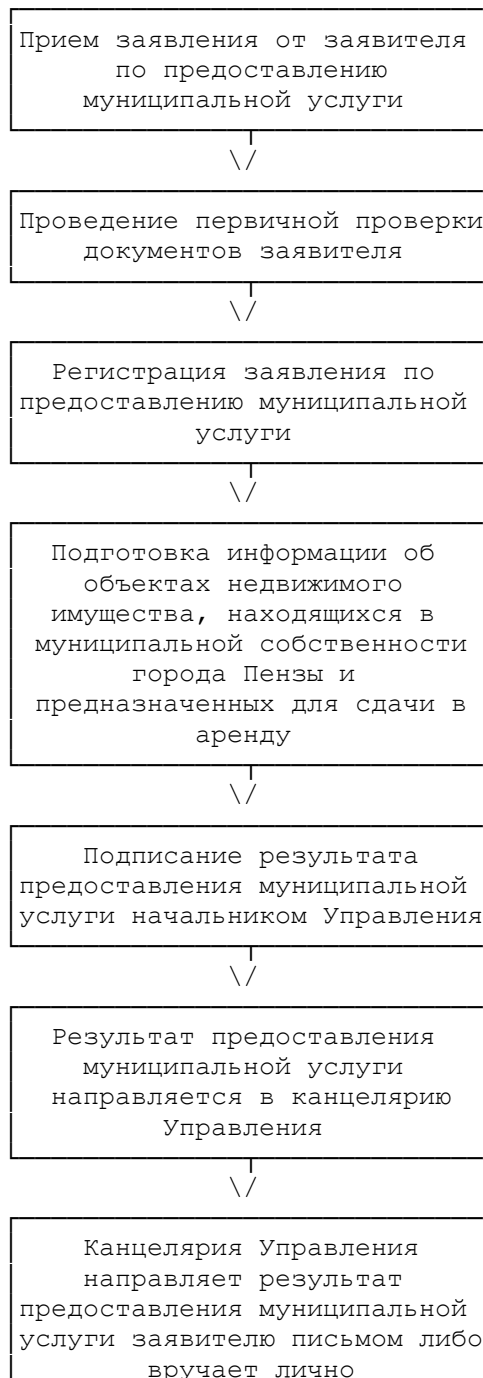 Прием заявления от заявителя
по предоставлению
муниципальной услуги
\/
Проведение первичной проверки
документов заявителя
\/
Регистрация заявления по
предоставлению муниципальной
услуги
\/
Подготовка информации об
объектах недвижимого
имущества, находящихся в
муниципальной собственности
города Пензы и
предназначенных для сдачи в
аренду
\/
Подписание результата
предоставления муниципальной
услуги начальником Управления
\/
Результат предоставления
муниципальной услуги
направляется в канцелярию
Управления
\/
Канцелярия Управления
направляет результат
предоставления муниципальной
услуги заявителю письмом либо
вручает лично